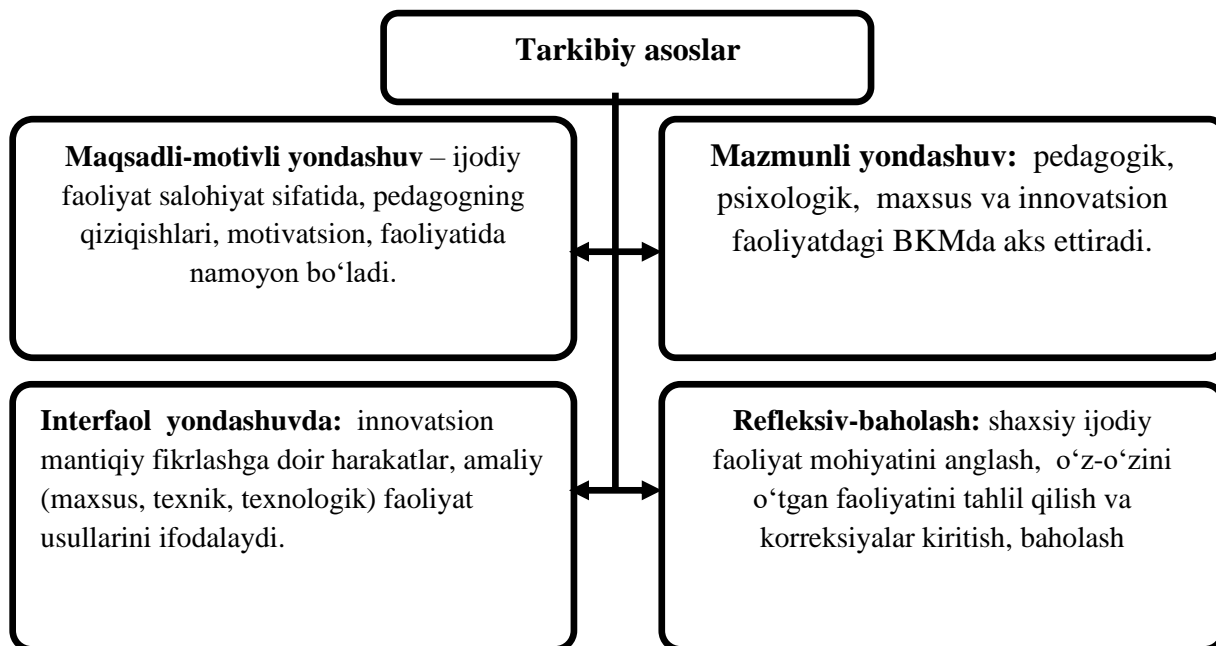 Tarkibiy asoslar
Maqsadli-motivli yondashuv – ijodiy
faoliyat salohiyat sifatida, pedagogning
qiziqishlari, motivatsion, faoliyatida
namoyon bo‘ladi.
Mazmunli yondashuv: pedagogik,
psixologik, maxsus va innovatsion
faoliyatdagi BKMda aks ettiradi.
Interfaol yondashuvda: innovatsion
mantiqiy fikrlashga doir harakatlar, amaliy
(maxsus, texnik, texnologik) faoliyat
usullarini ifodalaydi.
Refleksiv-baholash: shaxsiy ijodiy
faoliyat mohiyatini anglash, o‘z-o‘zini
o‘tgan faoliyatini tahlil qilish va
korreksiyalar kiritish, baholash